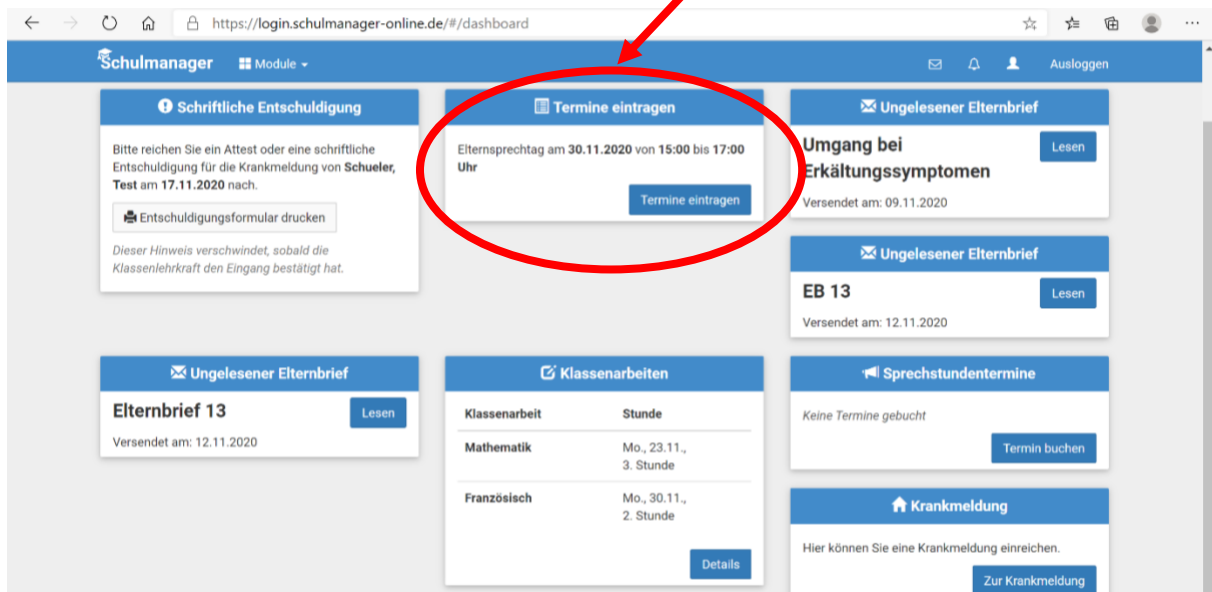 https://login.schulmanager-online.de/#/dashboard
Schulmanager
Module
Ausloggen
Schriftliche Entschuldigung
Bitte reichen Sie ein Attest oder eine schriftliche
Entschuldigung für die Krankmeldung von Schueler,
Test am 17.11.2020 nach.
Entschuldigungsformular drucken
Dieser Hinweis verschwindet, sobald die
Klassenlehrkraft den Eingang bestätigt hat.
Termine eintragen
Elternsprechtag am 30.11.2020 von 15:00 bis 17:00
Uhr
Termine eintragen
Ungelesener Elternbrief
Umgang bei
Erkältungssymptomen
Lesen
Versendet am: 09.11.2020
Ungelesener Elternbrief
EB 13
Lesen
Versendet am: 12.11.2020
Ungelesener Elternbrief
Elternbrief 13
Lesen
Versendet am: 12.11.2020
Klassenarbeiten
Klassenarbeit Stunde
Mathematik Mo., 23.11.,
3. Stunde
Französisch Mo., 30.11.,
2. Stunde
Details
Sprechstundentermine
Keine Termine gebucht
Termin buchen
Krankmeldung
Hier können Sie eine Krankmeldung einreichen.
Zur Krankmeldung